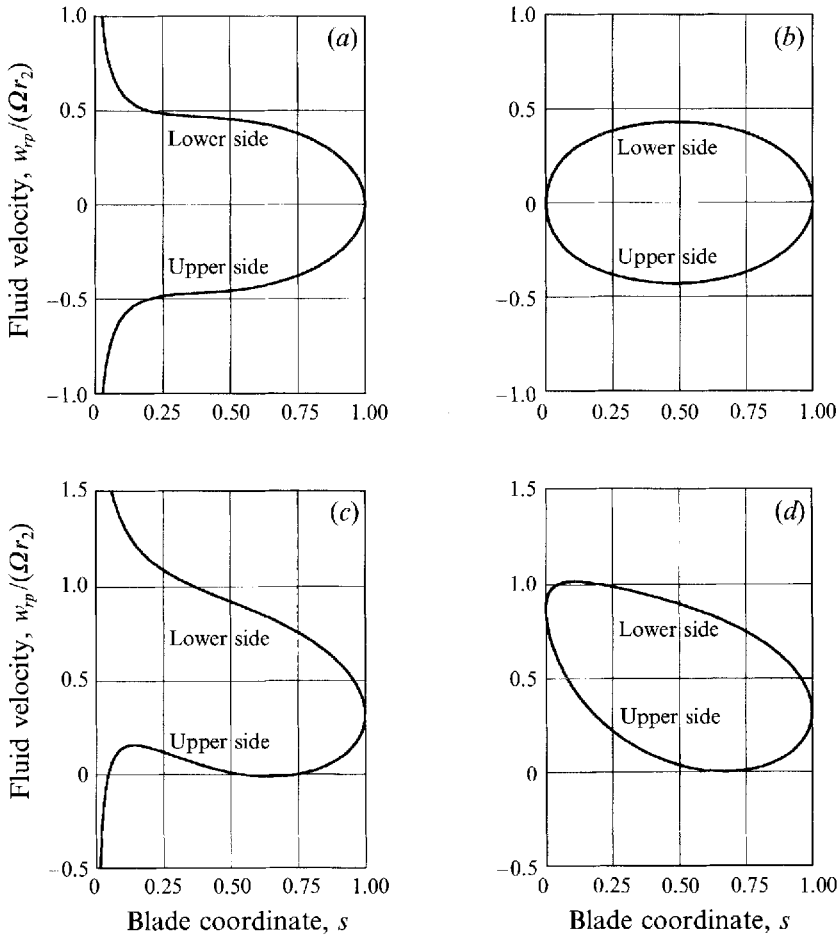 (a)
1.0
0.5
0
−0.5
−1.0
Fluid velocity, w_rp/(Ωr_2)
Lower side
Upper side
0 0.25 0.50 0.75 1.00
(b)
1.0
0.5
0
−0.5
−1.0
Lower side
Upper side
0 0.25 0.50 0.75 1.00
(c)
1.5
1.0
0.5
0
−0.5
Fluid velocity, w_rp/(Ωr_2)
Lower side
Upper side
0 0.25 0.50 0.75 1.00
Blade coordinate, s
(d)
1.5
1.0
0.5
0
−0.5
Lower side
Upper side
0 0.25 0.50 0.75 1.00
Blade coordinate, s